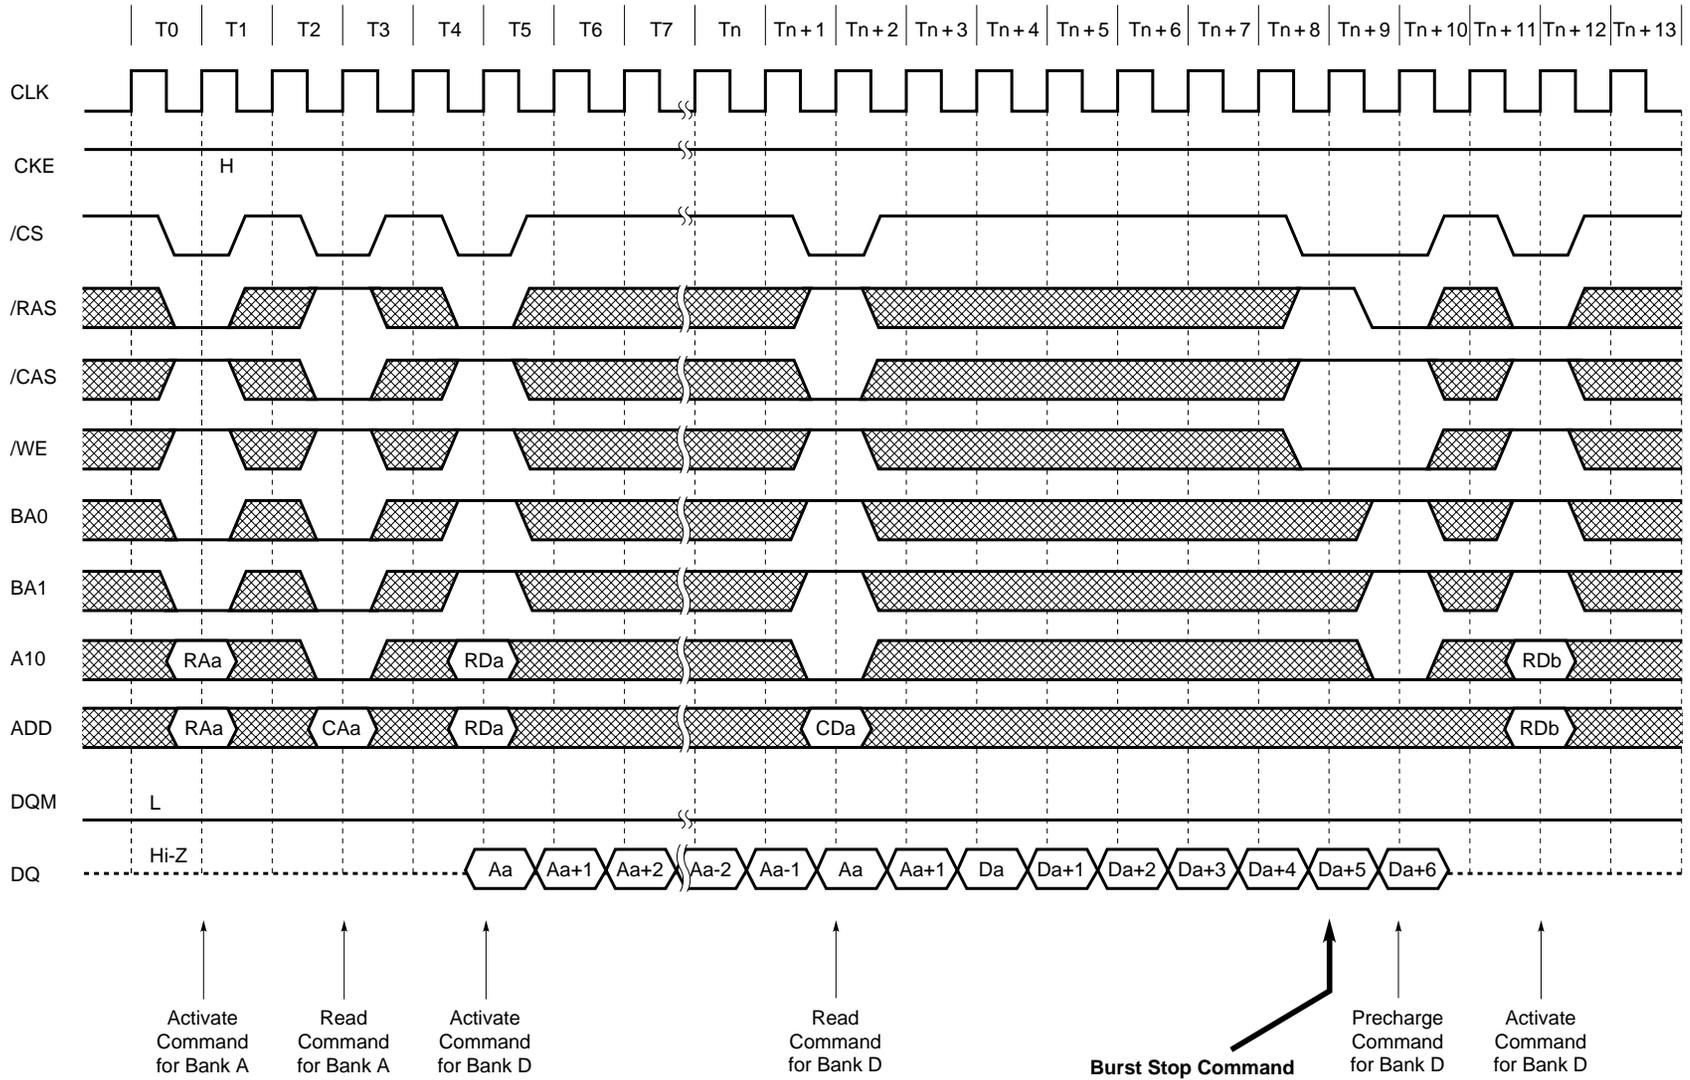 T0 T1 T2 T3 T4 T5 T6 T7 Tn Tn + 1 Tn + 2 Tn + 3 Tn + 4 Tn + 5 Tn + 6 Tn + 7 Tn + 8 Tn + 9 Tn + 10 Tn + 11 Tn + 12 Tn + 13
CLK
CKE H
/CS
/RAS
/CAS
/WE
BA0
BA1
A10 RAa RDa RDb
ADD RAa CAa RDa CDa RDb
DQM L
Hi-Z
DQ Aa Aa+1 Aa+2 Aa-2 Aa-1 Aa Aa+1 Da Da+1 Da+2 Da+3 Da+4 Da+5 Da+6
Activate
Command
for Bank A
Read
Command
for Bank A
Activate
Command
for Bank D
Read
Command
for Bank D
Burst Stop Command
Precharge
Command
for Bank D
Activate
Command
for Bank D